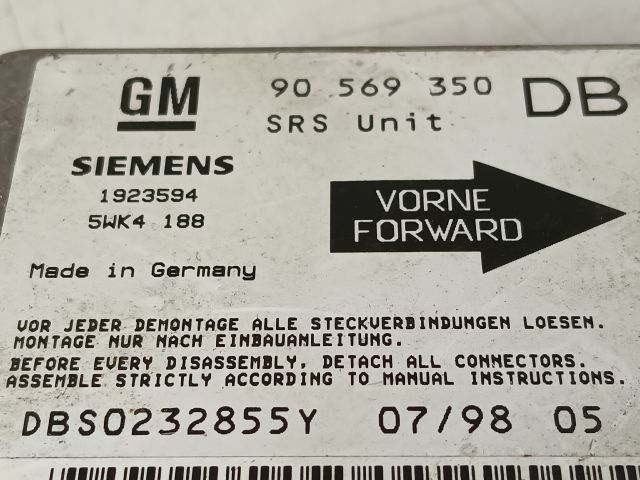 GM 90 569 350 DB
SRS Unit
SIEMENS
1923594
5WK4 188
VORNE
FORWARD
Made in Germany
VOR JEDER DEMONTAGE ALLE STECKVERBINDUNGEN LOESEN.
MONTAGE NUR NACH EINBAUANLEITUNG.
BEFORE EVERY DISASSEMBLY, DETACH ALL CONNECTORS.
ASSEMBLE STRICTLY ACCORDING TO MANUAL INSTRUCTIONS.
DBS0232855Y 07/98 05